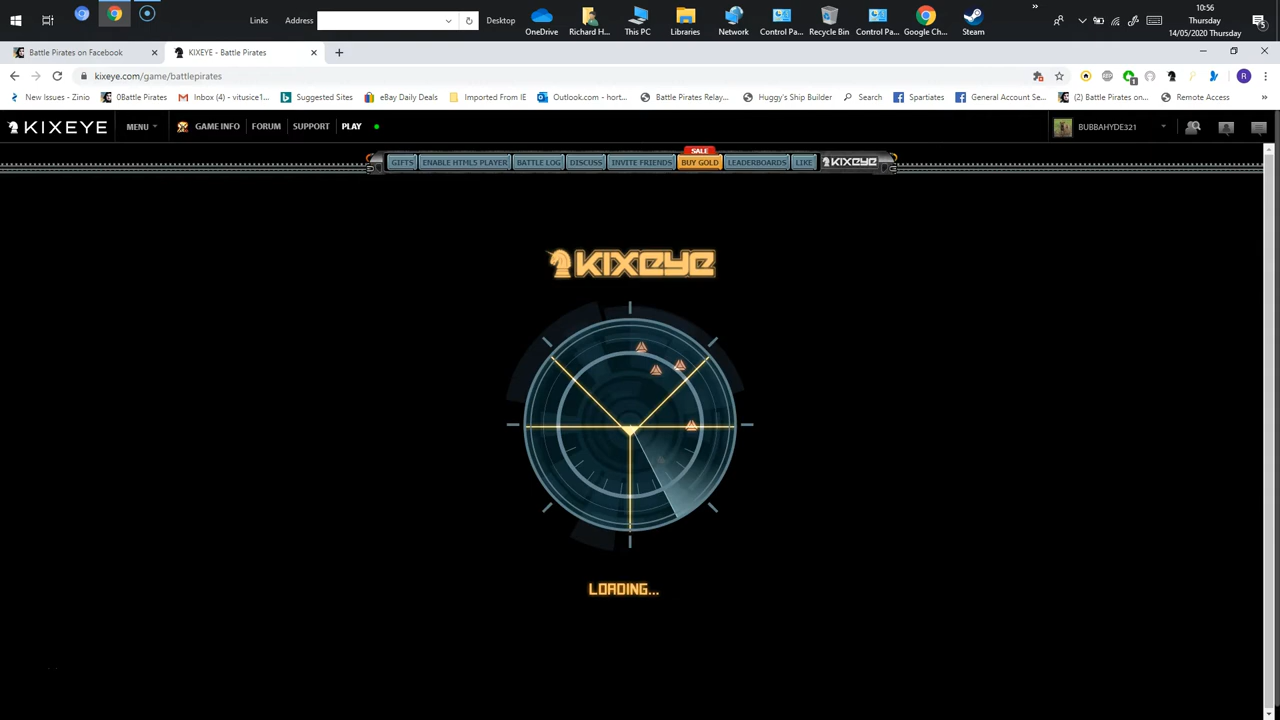 Links
Address
Desktop
OneDrive
Richard H...
This PC
Libraries
Network
Control Pa...
Recycle Bin
Control Pa...
Google Ch...
Steam
10:56
Thursday
14/05/2020 Thursday
Battle Pirates on Facebook
KIXEYE - Battle Pirates
kixeye.com/game/battlepirates
New Issues - Zinio
0Battle Pirates
Inbox (4) - vitusice1...
Suggested Sites
eBay Daily Deals
Imported From IE
Outlook.com - hort...
Battle Pirates Relay...
Huggy's Ship Builder
Search
Spartiates
General Account Se...
(2) Battle Pirates on...
Remote Access
KIXEYE
MENU
GAME INFO
FORUM
SUPPORT
PLAY
BUBBAHYDE321
SALE
GIFTS
ENABLE HTML5 PLAYER
BATTLE LOG
DISCUSS
INVITE FRIENDS
BUY GOLD
LEADERBOARDS
LIKE
KIXEYE
KIXEYE
LOADING...